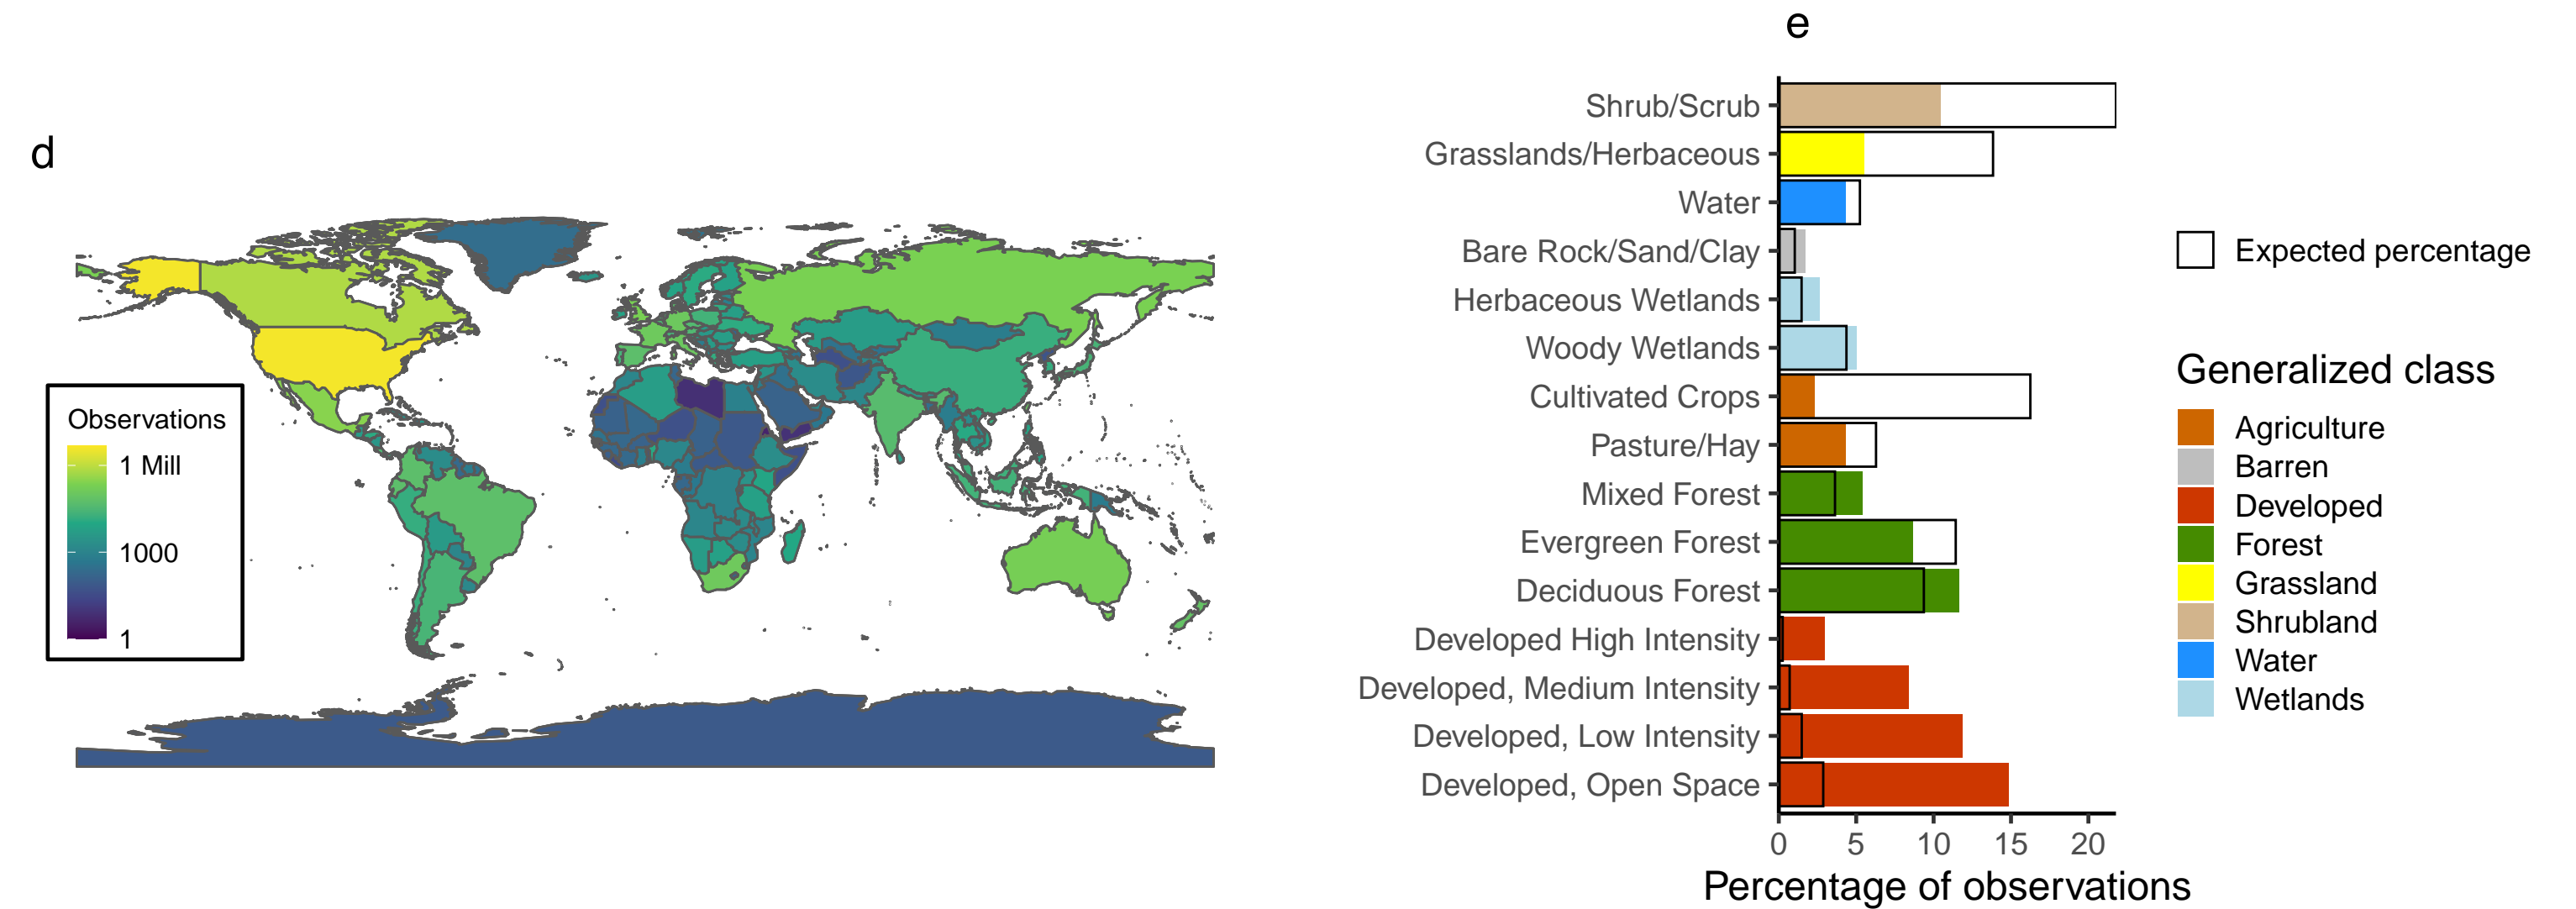 d
Observations
1 Mill
1000
1
e
Shrub/Scrub
Grasslands/Herbaceous
Water
Bare Rock/Sand/Clay
Herbaceous Wetlands
Woody Wetlands
Cultivated Crops
Pasture/Hay
Mixed Forest
Evergreen Forest
Deciduous Forest
Developed High Intensity
Developed, Medium Intensity
Developed, Low Intensity
Developed, Open Space
0 5 10 15 20
Percentage of observations
Expected percentage
Generalized class
Agriculture
Barren
Developed
Forest
Grassland
Shrubland
Water
Wetlands